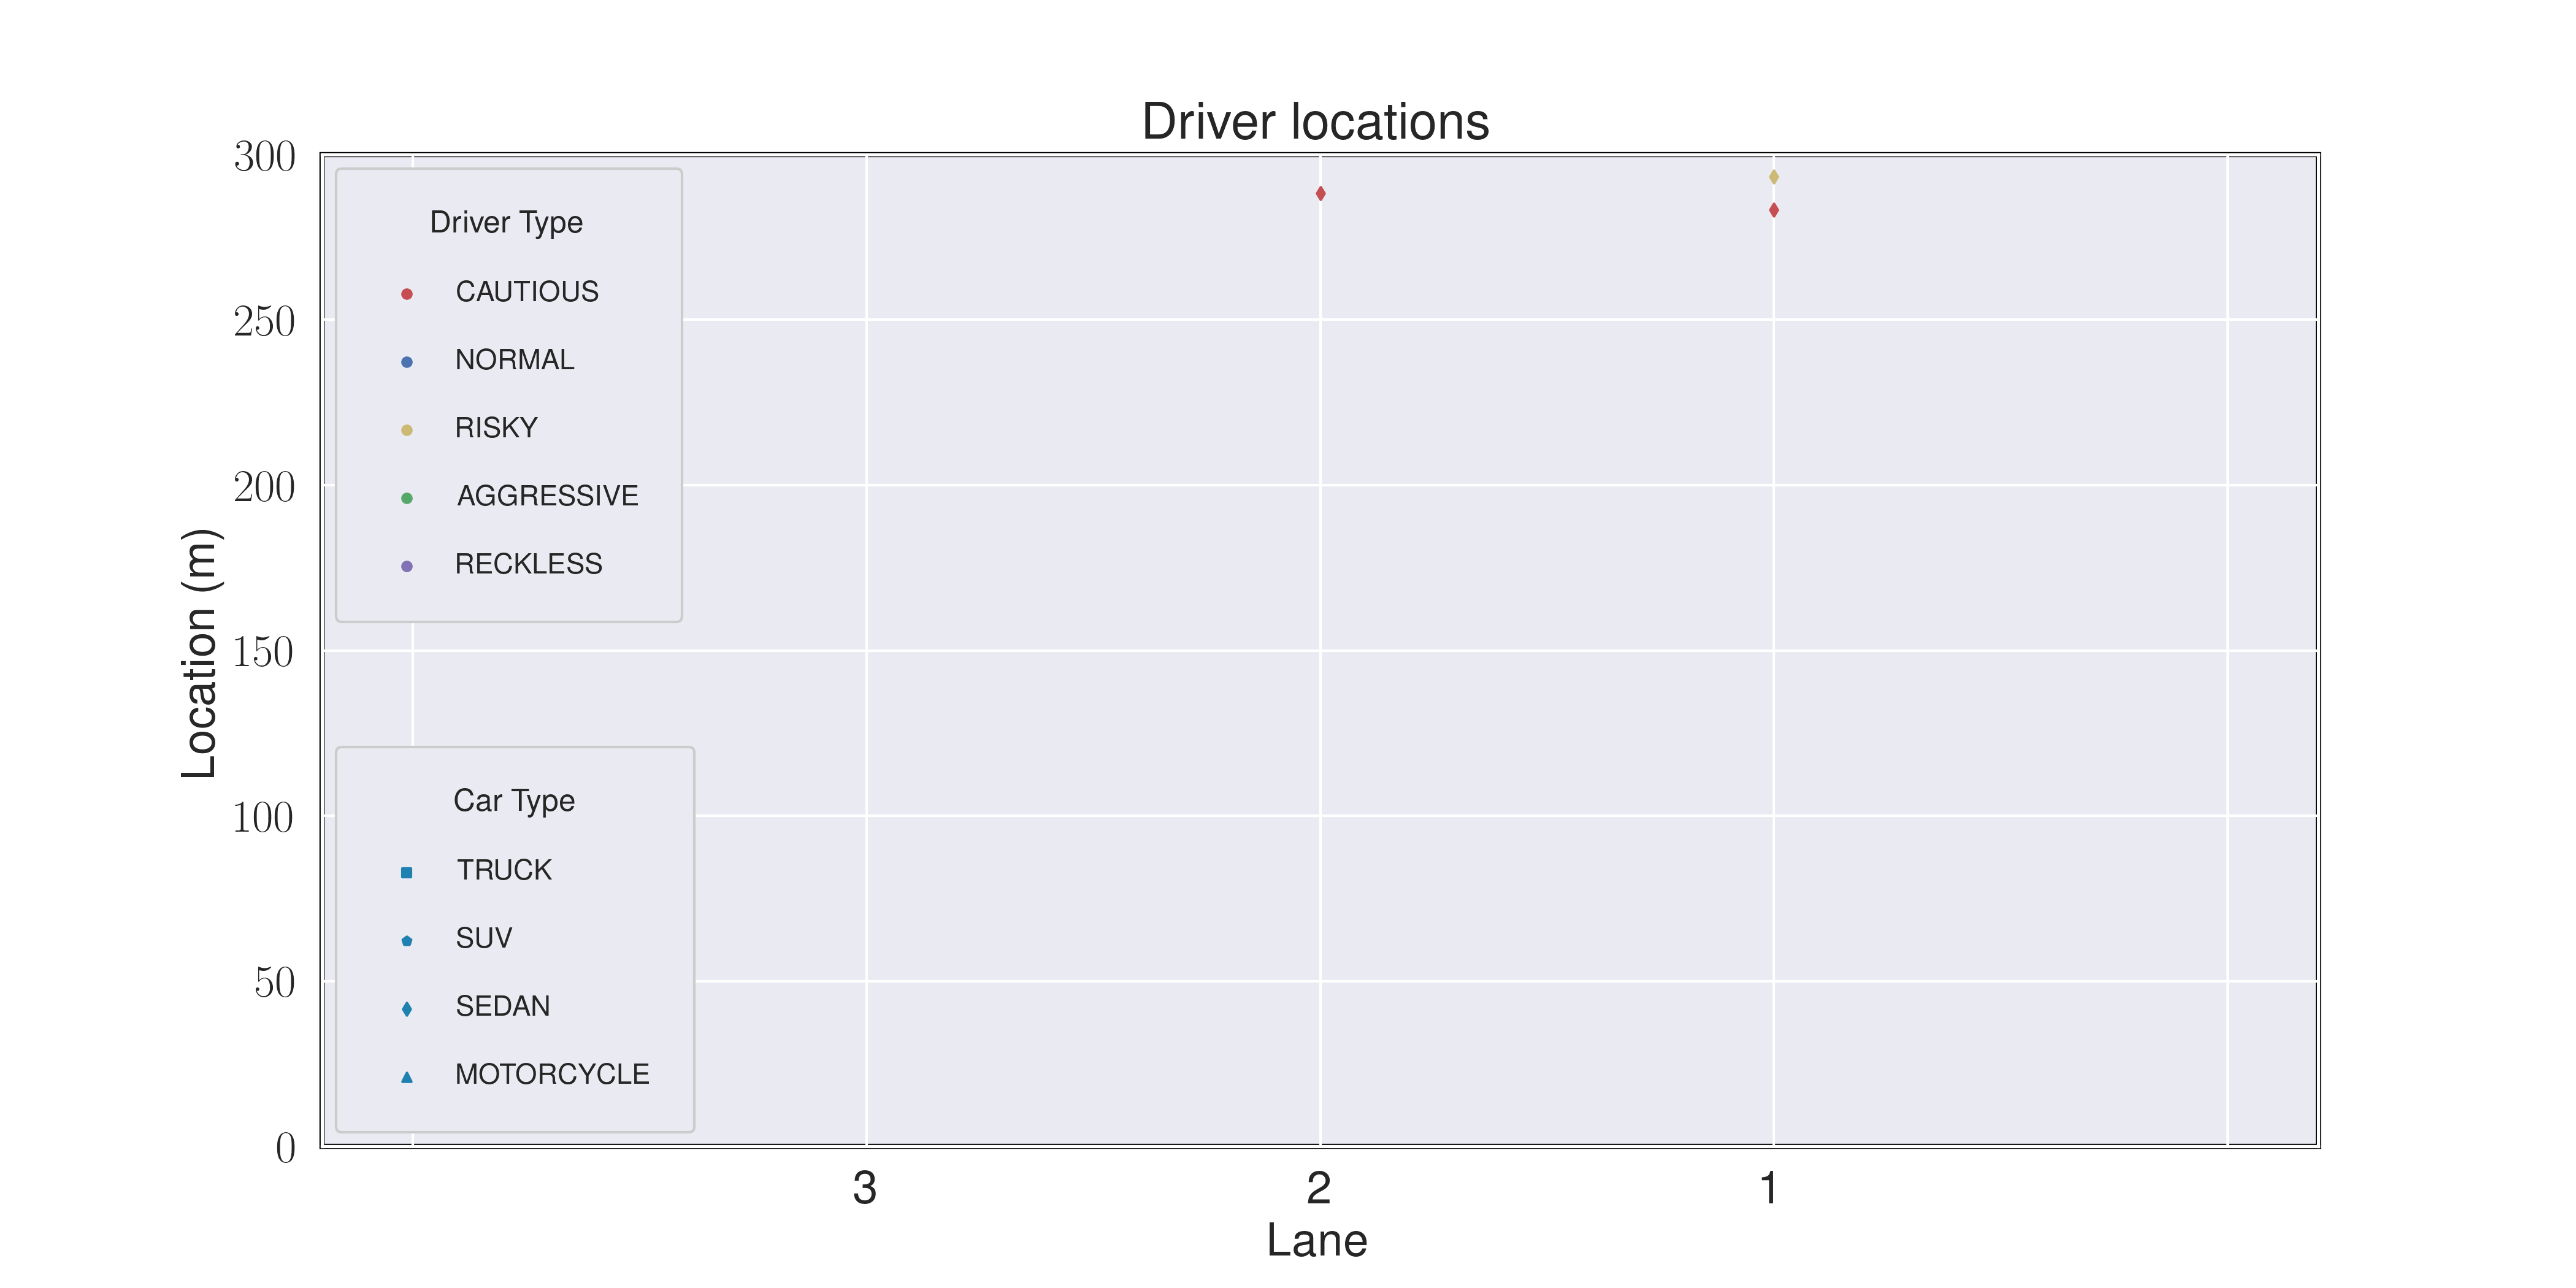 Driver locations
300
250
200
150
100
50
0
Location (m)
Driver Type
CAUTIOUS
NORMAL
RISKY
AGGRESSIVE
RECKLESS
Car Type
TRUCK
SUV
SEDAN
MOTORCYCLE
3 2 1
Lane